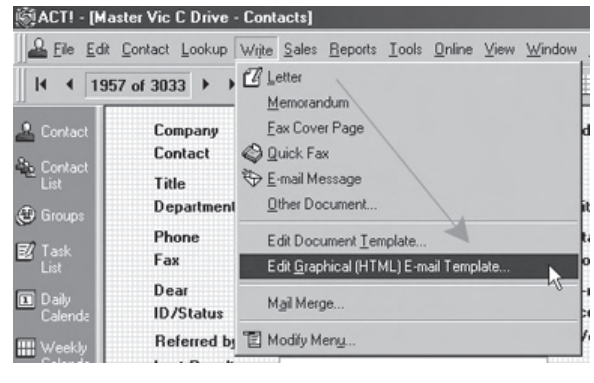 ACT! - [Master Vic C Drive - Contacts]
File Edit Contact Lookup Write Sales Reports Tools Online View Window
1957 of 3033
Letter
Memorandum
Fax Cover Page
Quick Fax
E-mail Message
Other Document...
Edit Document Template...
Edit Graphical (HTML) E-mail Template...
Mail Merge...
Modify Menu...
Contact
Contact
List
Groups
Task
List
Daily
Calenda
Weekly
Company
Contact
Title
Department
Phone
Fax
Dear
ID/Status
Referred by